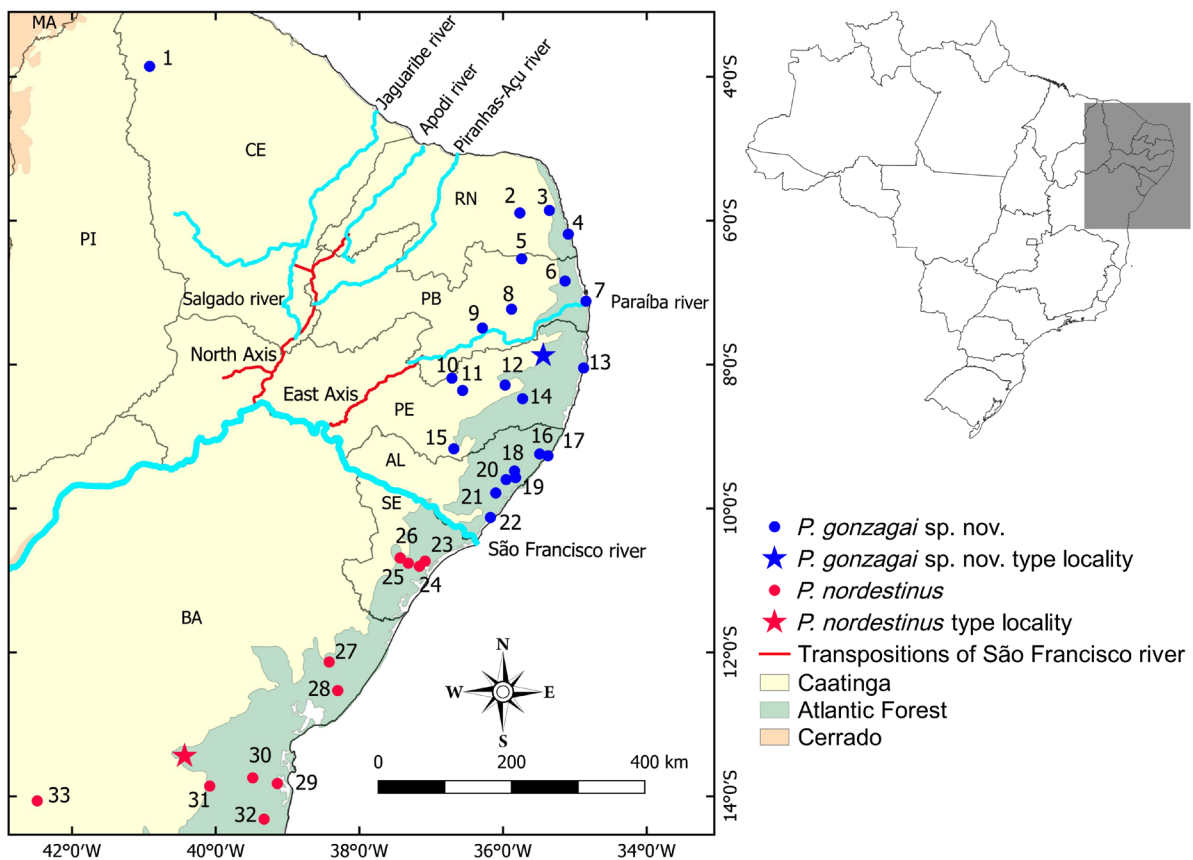 MA
1
Jaguaribe river
Apodi river
Piranhas-Açu river
CE
RN
2
3
4
PI
5
6
7
Salgado river
PB
8
9
Paraíba river
North Axis
10
11
12
13
East Axis
PE
14
15
16
17
AL
18
20
19
21
SE
22
26
23
São Francisco river
25
24
BA
27
28
N
W
E
S
30
29
31
33
32
0
200
400 km
42°0'W
40°0'W
38°0'W
36°0'W
34°0'W
4°0'S
6°0'S
8°0'S
10°0'S
12°0'S
14°0'S
P. gonzagai sp. nov.
P. gonzagai sp. nov. type locality
P. nordestinus
P. nordestinus type locality
Transpositions of São Francisco river
Caatinga
Atlantic Forest
Cerrado